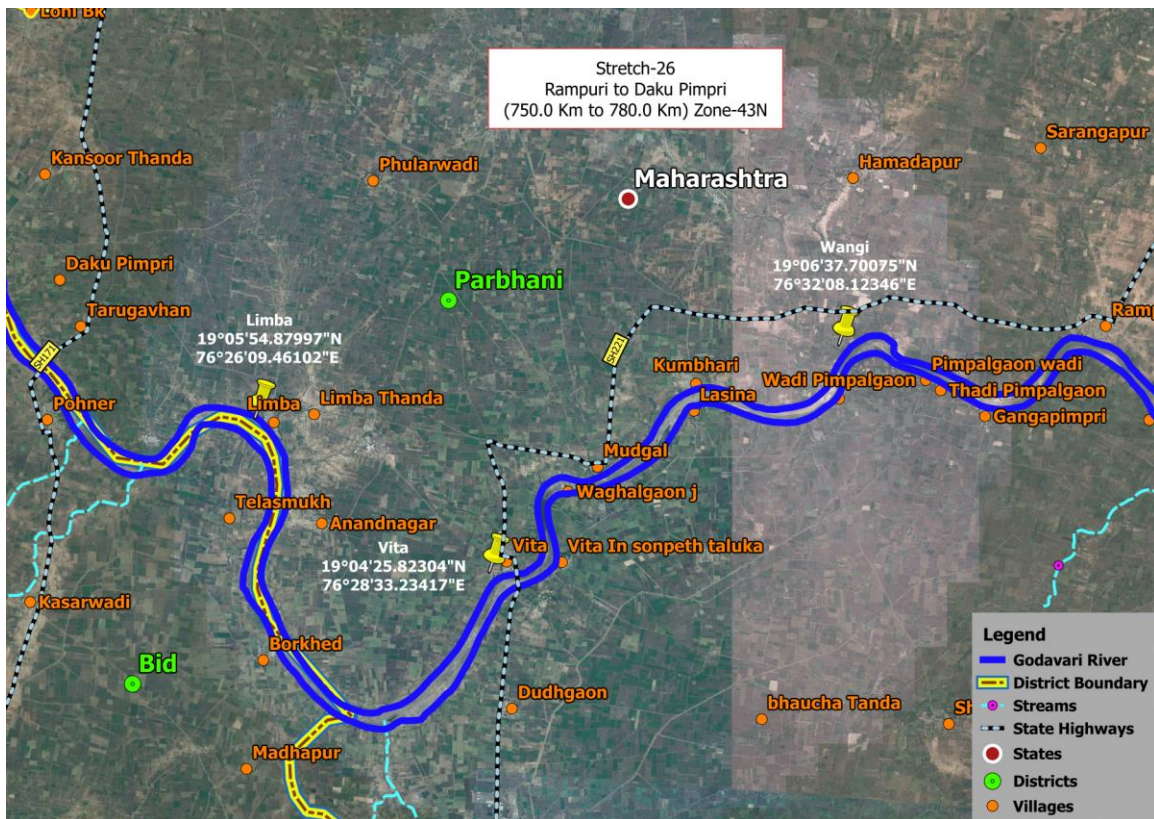 Loni Bk
Stretch-26
Rampuri to Daku Pimpri
(750.0 Km to 780.0 Km) Zone-43N
Sarangapur
Kansoor Thanda
Phularwadi
Hamadapur
Maharashtra
Wangi
19°06'37.70075"N
76°32'08.12346"E
Daku Pimpri
Parbhani
Tarugavhan
Limba
19°05'54.87997"N
76°26'09.46102"E
Ramp
SH171
SH221
Kumbhari
Pimpalgaon wadi
Wadi Pimpalgaon
Thadi Pimpalgaon
Pohner
Limba
Limba Thanda
Lasina
Gangapimpri
Mudgal
Waghalgaon j
Telasmukh
Anandnagar
Vita
19°04'25.82304"N
76°28'33.23417"E
Vita
Vita In sonpeth taluka
Kasarwadi
Borkhed
Bid
Dudhgaon
bhaucha Tanda
Sh
Madhapur
Legend
Godavari River
District Boundary
Streams
State Highways
States
Districts
Villages